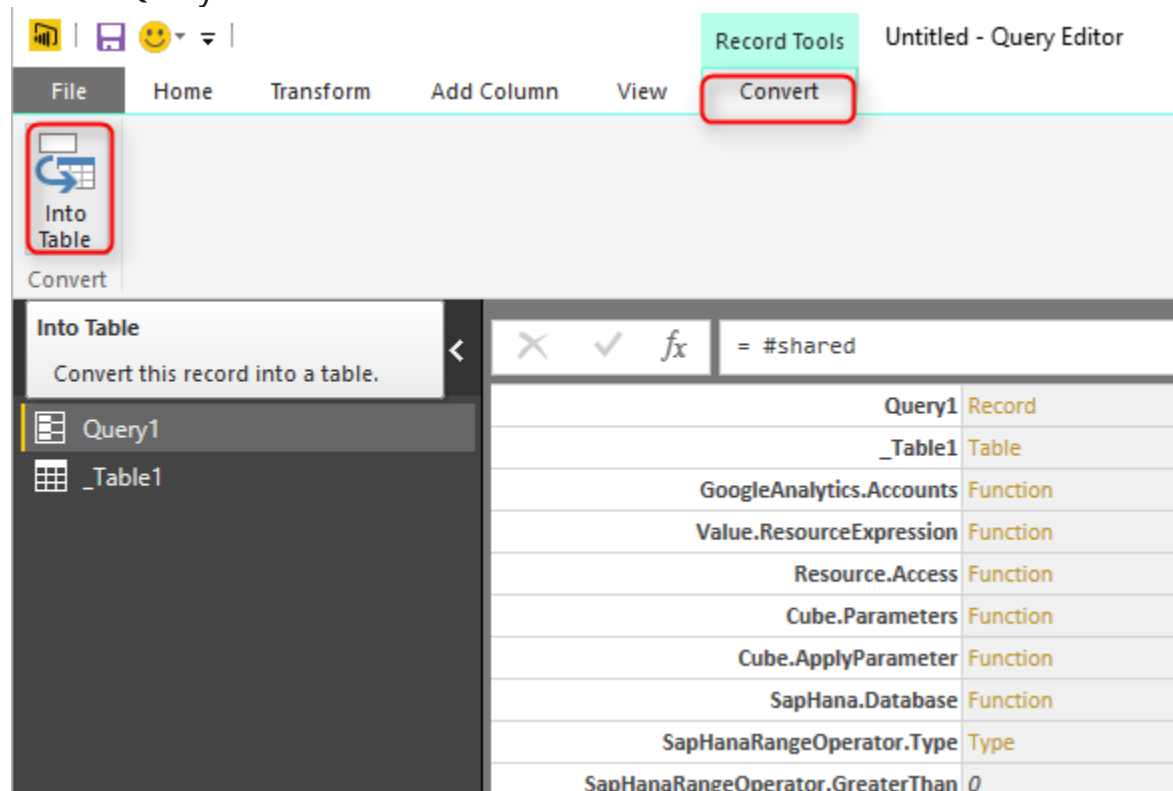 Record Tools Untitled - Query Editor
File Home Transform Add Column View Convert
Into
Table
Convert
Into Table
Convert this record into a table.
fx = #shared
Query1
_Table1
Query1 Record
_Table1 Table
GoogleAnalytics.Accounts Function
Value.ResourceExpression Function
Resource.Access Function
Cube.Parameters Function
Cube.ApplyParameter Function
SapHana.Database Function
SapHanaRangeOperator.Type Type
SapHanaRangeOperator.GreaterThan 0